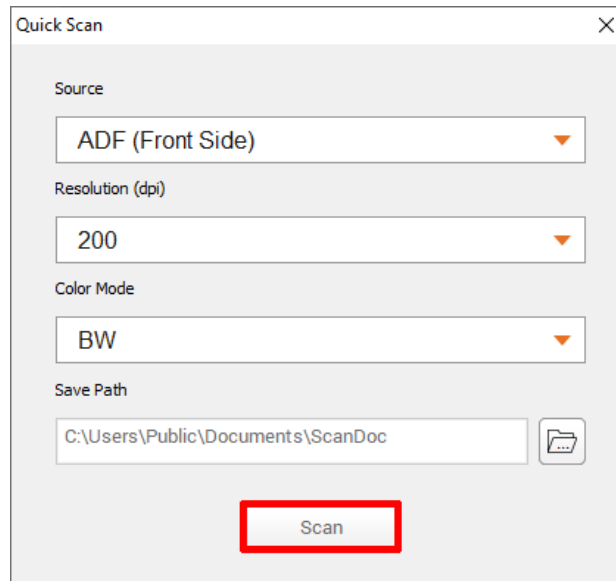 Quick Scan
Source
ADF (Front Side)
Resolution (dpi)
200
Color Mode
BW
Save Path
C:\Users\Public\Documents\ScanDoc
Scan